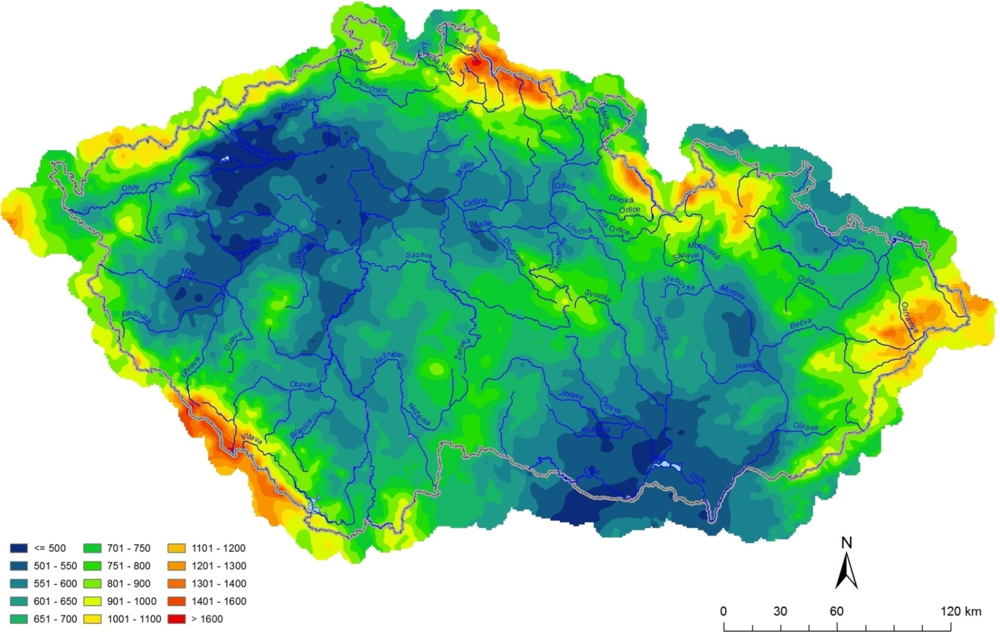 Smědá
Lužická Nisa
Kamenice
Ploučnice
Bílina
Jizera
Úpa
Metuje
Chomutovka
Mrlina
Ohře
Orlice
Cidlina
Divoká
Orlice
Střela
Tichá Orlice
Teplá
Labe
Loučná
Olše
Berounka
Litavka
Doubrava
Chrudimka
Moravská
Sázava
Opava
Sázava
Mže
Třebůvka
Morava
Odra
Svratka
Radbuza
Svitava
Bečva
Ostravice
Úslava
Želivka
Lužnice
Úhlava
Haná
Otava
Jihlava
Oslava
Nežárka
Blanice
Vltava
Rokytná
Olšava
Dyje
Dyje
N
<= 500
501 - 550
551 - 600
601 - 650
651 - 700
701 - 750
751 - 800
801 - 900
901 - 1000
1001 - 1100
1101 - 1200
1201 - 1300
1301 - 1400
1401 - 1600
> 1600
0 30 60 120 km